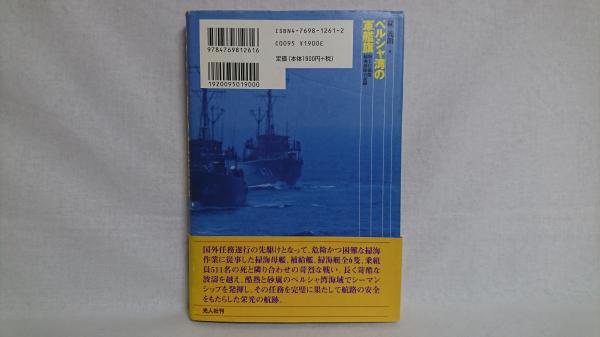 ISBN4-7698-1261-2
C0095 ¥1900E
定価(本体1900円+税)
9784769812616
1920095019000
ペルシャ湾の
軍艦旗
国外任務遂行の先駆けとなって、危険かつ困難な掃海
作業に従事した掃海母艦、補給艦、掃海艇全6隻、乗組
員511名の死と隣り合わせの苛烈な戦い。長く苛酷な
波濤を越え、酷熱と砂嵐のペルシャ湾海域でシーマン
シップを発揮し、その任務を完璧に果たして航路の安全
をもたらした栄光の航跡。
光人社刊